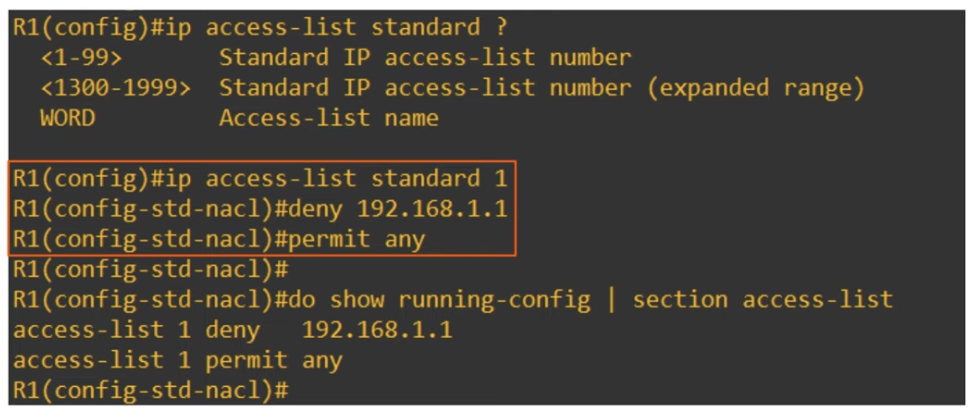 R1(config)#ip access-list standard ?
  <1-99>       Standard IP access-list number
  <1300-1999>  Standard IP access-list number (expanded range)
  WORD         Access-list name

R1(config)#ip access-list standard 1
R1(config-std-nacl)#deny 192.168.1.1
R1(config-std-nacl)#permit any
R1(config-std-nacl)#
R1(config-std-nacl)#do show running-config | section access-list
access-list 1 deny   192.168.1.1
access-list 1 permit any
R1(config-std-nacl)#